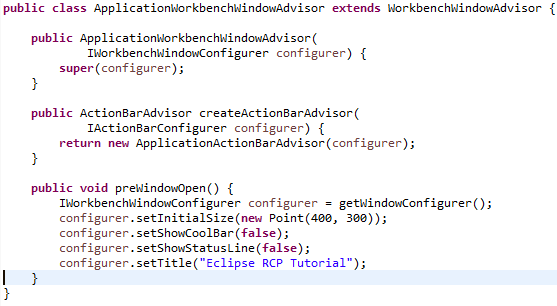 public class ApplicationWorkbenchWindowAdvisor extends WorkbenchWindowAdvisor {
public ApplicationWorkbenchWindowAdvisor(
IWorkbenchWindowConfigurer configurer) {
super(configurer);
}
public ActionBarAdvisor createActionBarAdvisor(
IActionBarConfigurer configurer) {
return new ApplicationActionBarAdvisor(configurer);
}
public void preWindowOpen() {
IWorkbenchWindowConfigurer configurer = getWindowConfigurer();
configurer.setInitialSize(new Point(400, 300));
configurer.setShowCoolBar(false);
configurer.setShowStatusLine(false);
configurer.setTitle("Eclipse RCP Tutorial");
}
}